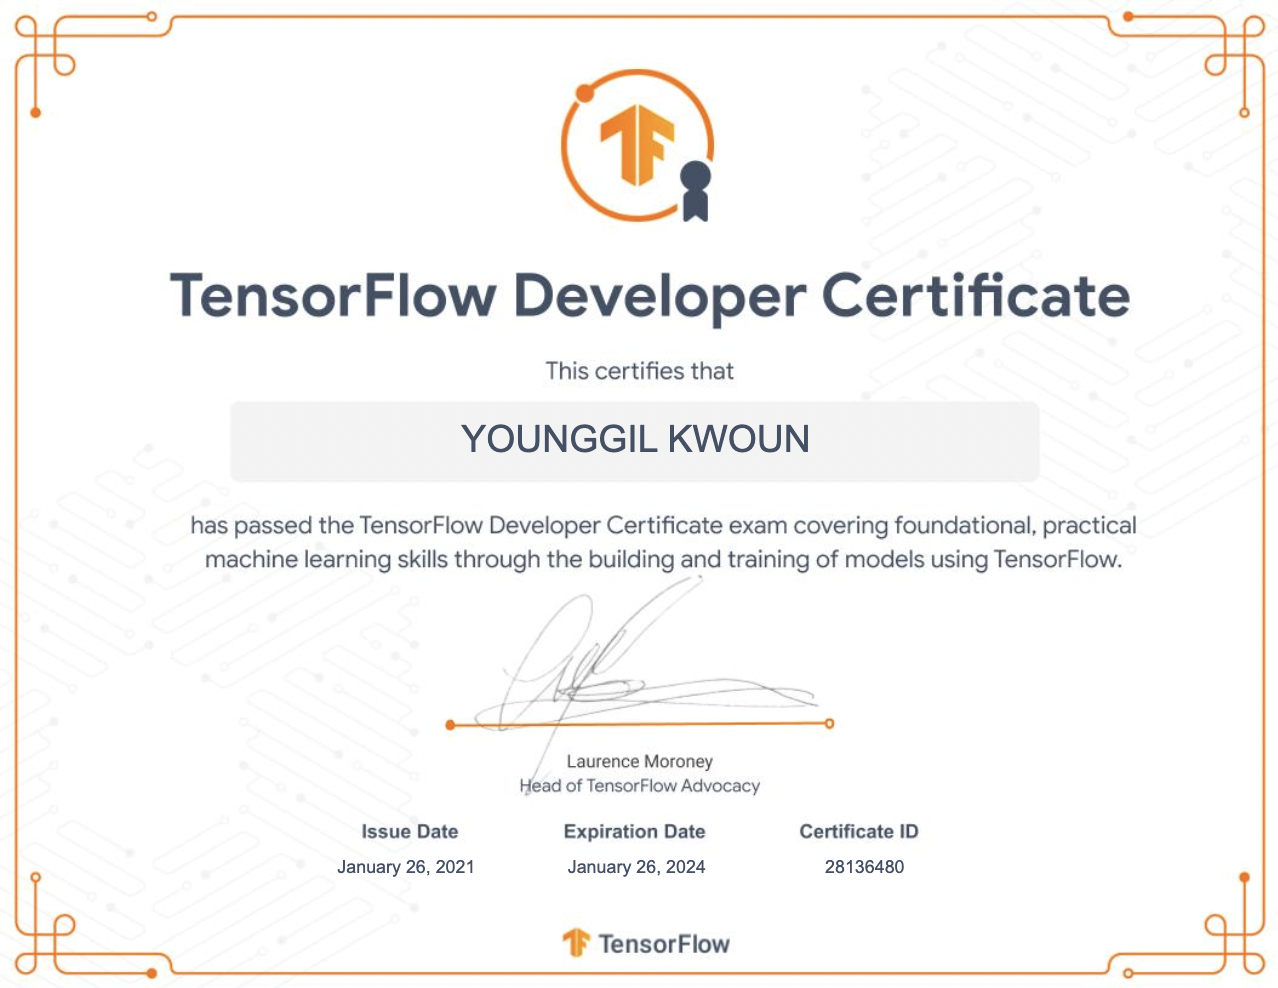 TensorFlow Developer Certificate
This certifies that
YOUNGGIL KWOUN
has passed the TensorFlow Developer Certificate exam covering foundational, practical
machine learning skills through the building and training of models using TensorFlow.
Laurence Moroney
Head of TensorFlow Advocacy
Issue Date Expiration Date Certificate ID
January 26, 2021 January 26, 2024 28136480
TensorFlow